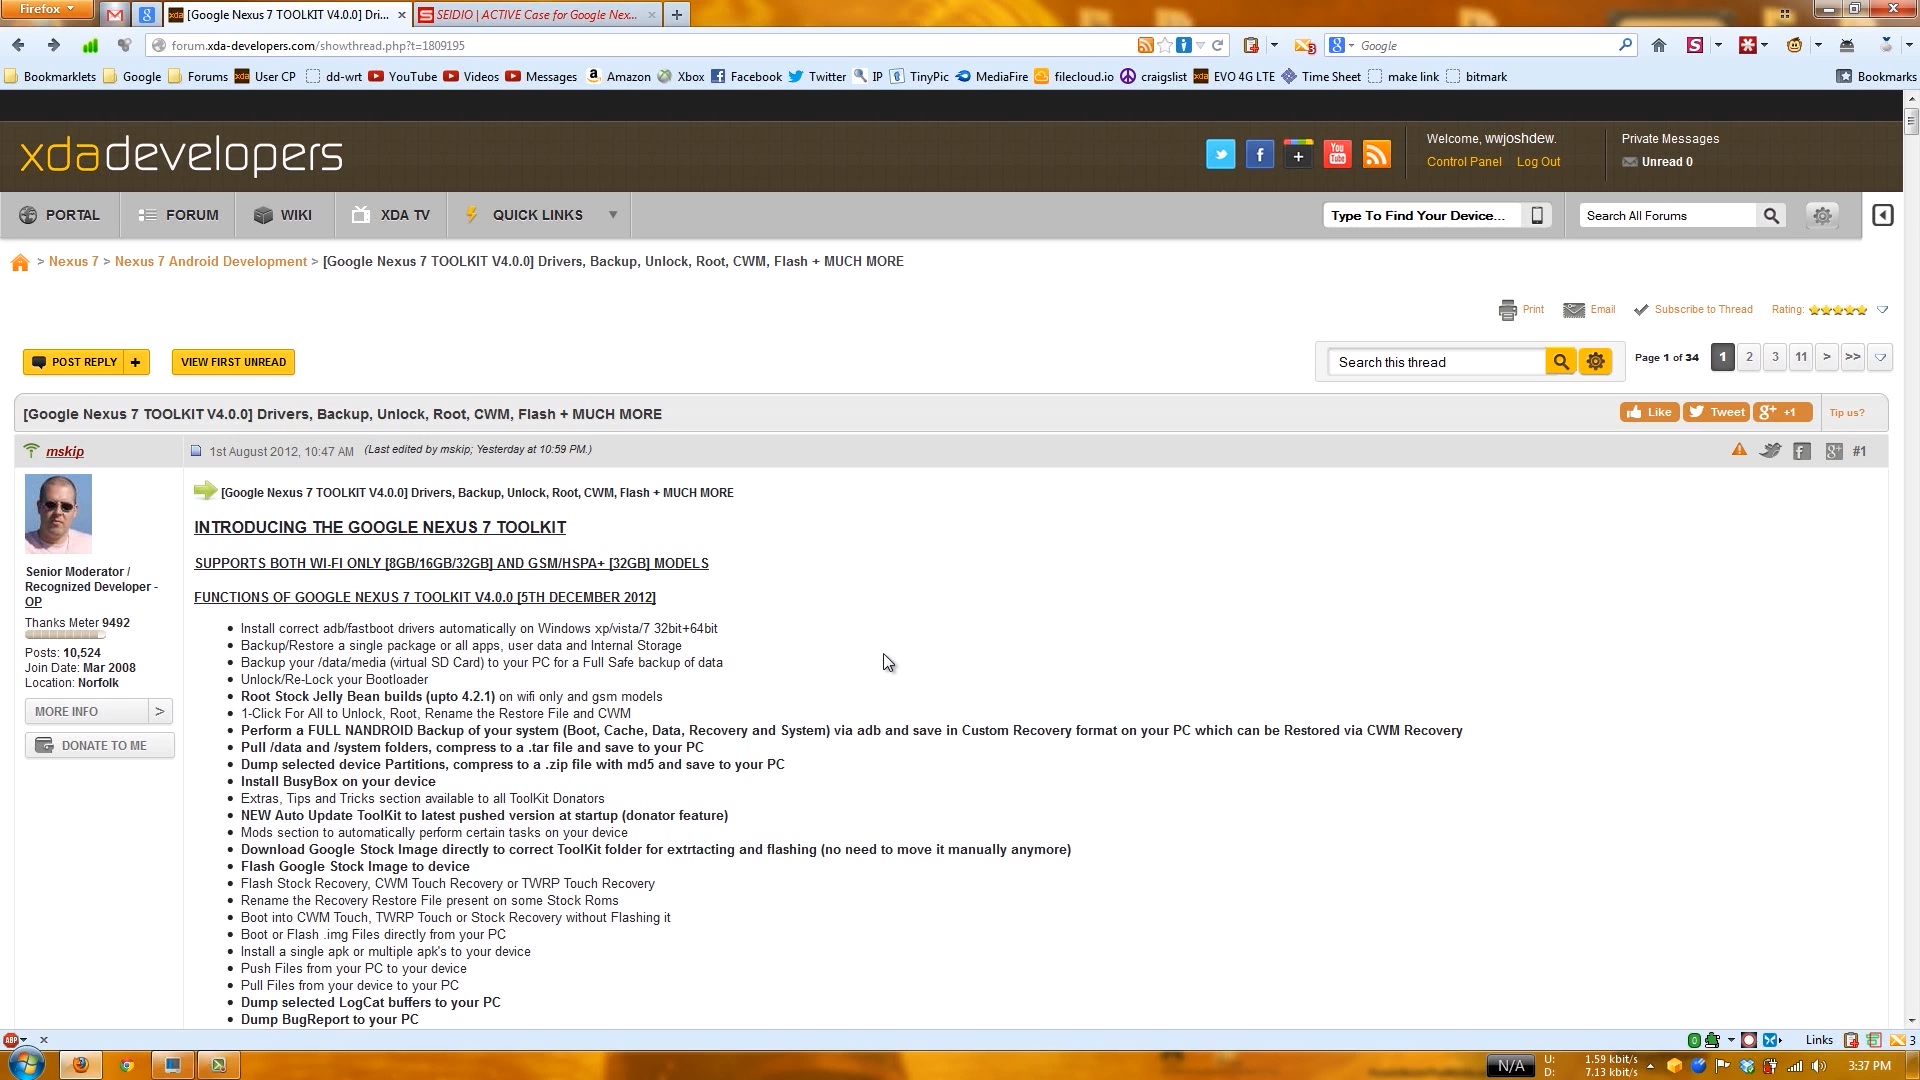 Firefox
[Google Nexus 7 TOOLKIT V4.0.0] Dri...
SEIDIO | ACTIVE Case for Google Nex...
forum.xda-developers.com/showthread.php?t=1809195
Google
Bookmarklets Google Forums User CP dd-wrt YouTube Videos Messages Amazon Xbox Facebook Twitter IP TinyPic MediaFire filecloud.io craigslist EVO 4G LTE Time Sheet make link bitmark Bookmarks
xdadevelopers
Welcome, wwjoshdew.
Control Panel Log Out
Private Messages
Unread 0
PORTAL FORUM WIKI XDA TV QUICK LINKS
Type To Find Your Device...
Search All Forums
> Nexus 7 > Nexus 7 Android Development > [Google Nexus 7 TOOLKIT V4.0.0] Drivers, Backup, Unlock, Root, CWM, Flash + MUCH MORE
Print Email Subscribe to Thread Rating:
POST REPLY + VIEW FIRST UNREAD
Search this thread
Page 1 of 34 1 2 3 11 > >>
[Google Nexus 7 TOOLKIT V4.0.0] Drivers, Backup, Unlock, Root, CWM, Flash + MUCH MORE
Like Tweet +1 Tip us?
mskip
1st August 2012, 10:47 AM (Last edited by mskip; Yesterday at 10:59 PM.)
#1
Senior Moderator /
Recognized Developer -
OP
Thanks Meter 9492
Posts: 10,524
Join Date: Mar 2008
Location: Norfolk
MORE INFO >
DONATE TO ME
[Google Nexus 7 TOOLKIT V4.0.0] Drivers, Backup, Unlock, Root, CWM, Flash + MUCH MORE
INTRODUCING THE GOOGLE NEXUS 7 TOOLKIT
SUPPORTS BOTH WI-FI ONLY [8GB/16GB/32GB] AND GSM/HSPA+ [32GB] MODELS
FUNCTIONS OF GOOGLE NEXUS 7 TOOLKIT V4.0.0 [5TH DECEMBER 2012]
• Install correct adb/fastboot drivers automatically on Windows xp/vista/7 32bit+64bit
• Backup/Restore a single package or all apps, user data and Internal Storage
• Backup your /data/media (virtual SD Card) to your PC for a Full Safe backup of data
• Unlock/Re-Lock your Bootloader
• Root Stock Jelly Bean builds (upto 4.2.1) on wifi only and gsm models
• 1-Click For All to Unlock, Root, Rename the Restore File and CWM
• Perform a FULL NANDROID Backup of your system (Boot, Cache, Data, Recovery and System) via adb and save in Custom Recovery format on your PC which can be Restored via CWM Recovery
• Pull /data and /system folders, compress to a .tar file and save to your PC
• Dump selected device Partitions, compress to a .zip file with md5 and save to your PC
• Install BusyBox on your device
• Extras, Tips and Tricks section available to all ToolKit Donators
• NEW Auto Update ToolKit to latest pushed version at startup (donator feature)
• Mods section to automatically perform certain tasks on your device
• Download Google Stock Image directly to correct ToolKit folder for extrtacting and flashing (no need to move it manually anymore)
• Flash Google Stock Image to device
• Flash Stock Recovery, CWM Touch Recovery or TWRP Touch Recovery
• Rename the Recovery Restore File present on some Stock Roms
• Boot into CWM Touch, TWRP Touch or Stock Recovery without Flashing it
• Boot or Flash .img Files directly from your PC
• Install a single apk or multiple apk's to your device
• Push Files from your PC to your device
• Pull Files from your device to your PC
• Dump selected LogCat buffers to your PC
• Dump BugReport to your PC
ABP
0
Links
3
N/A
U: 1.59 kbit/s
D: 7.13 kbit/s
3:37 PM